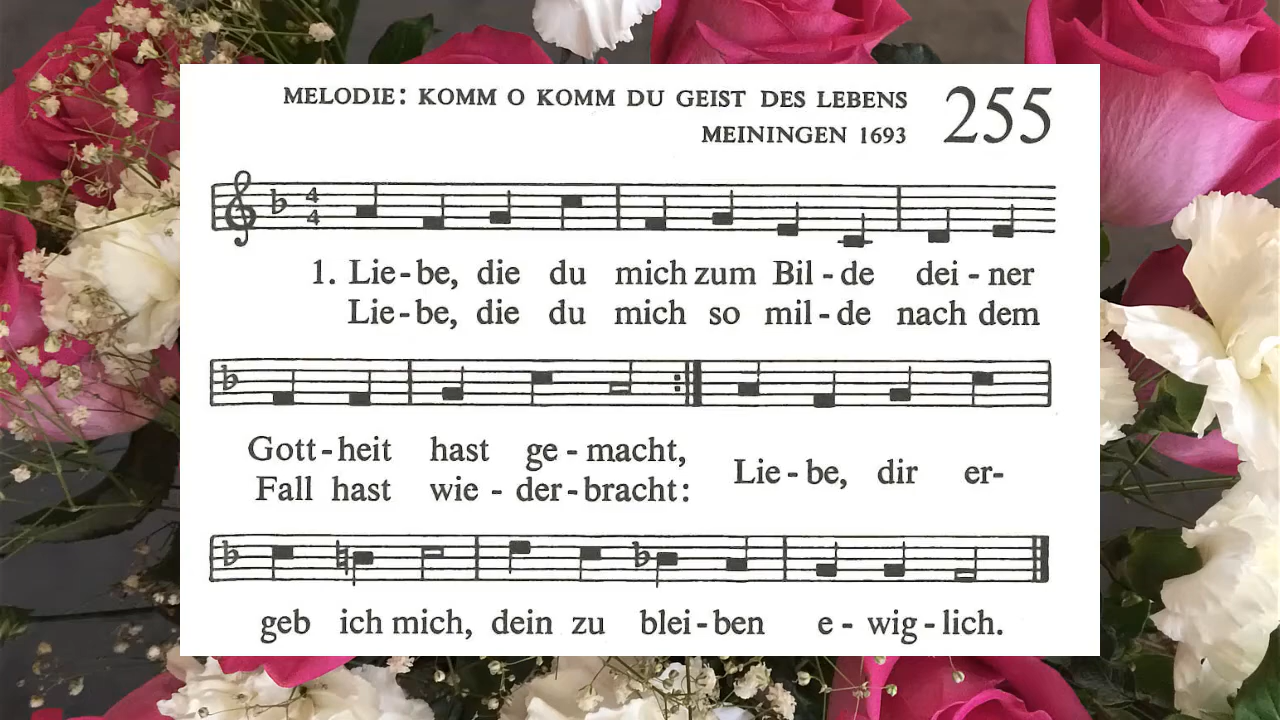 MELODIE: KOMM O KOMM DU GEIST DES LEBENS 255
MEININGEN 1693
4
4
1. Lie-be, die du mich zum Bil-de dei-ner
Lie-be, die du mich so mil-de nach dem
Gott-heit hast ge-macht,
Fall hast wie-der-bracht:
Lie-be, dir er-
geb ich mich, dein zu blei-ben e-wig-lich.